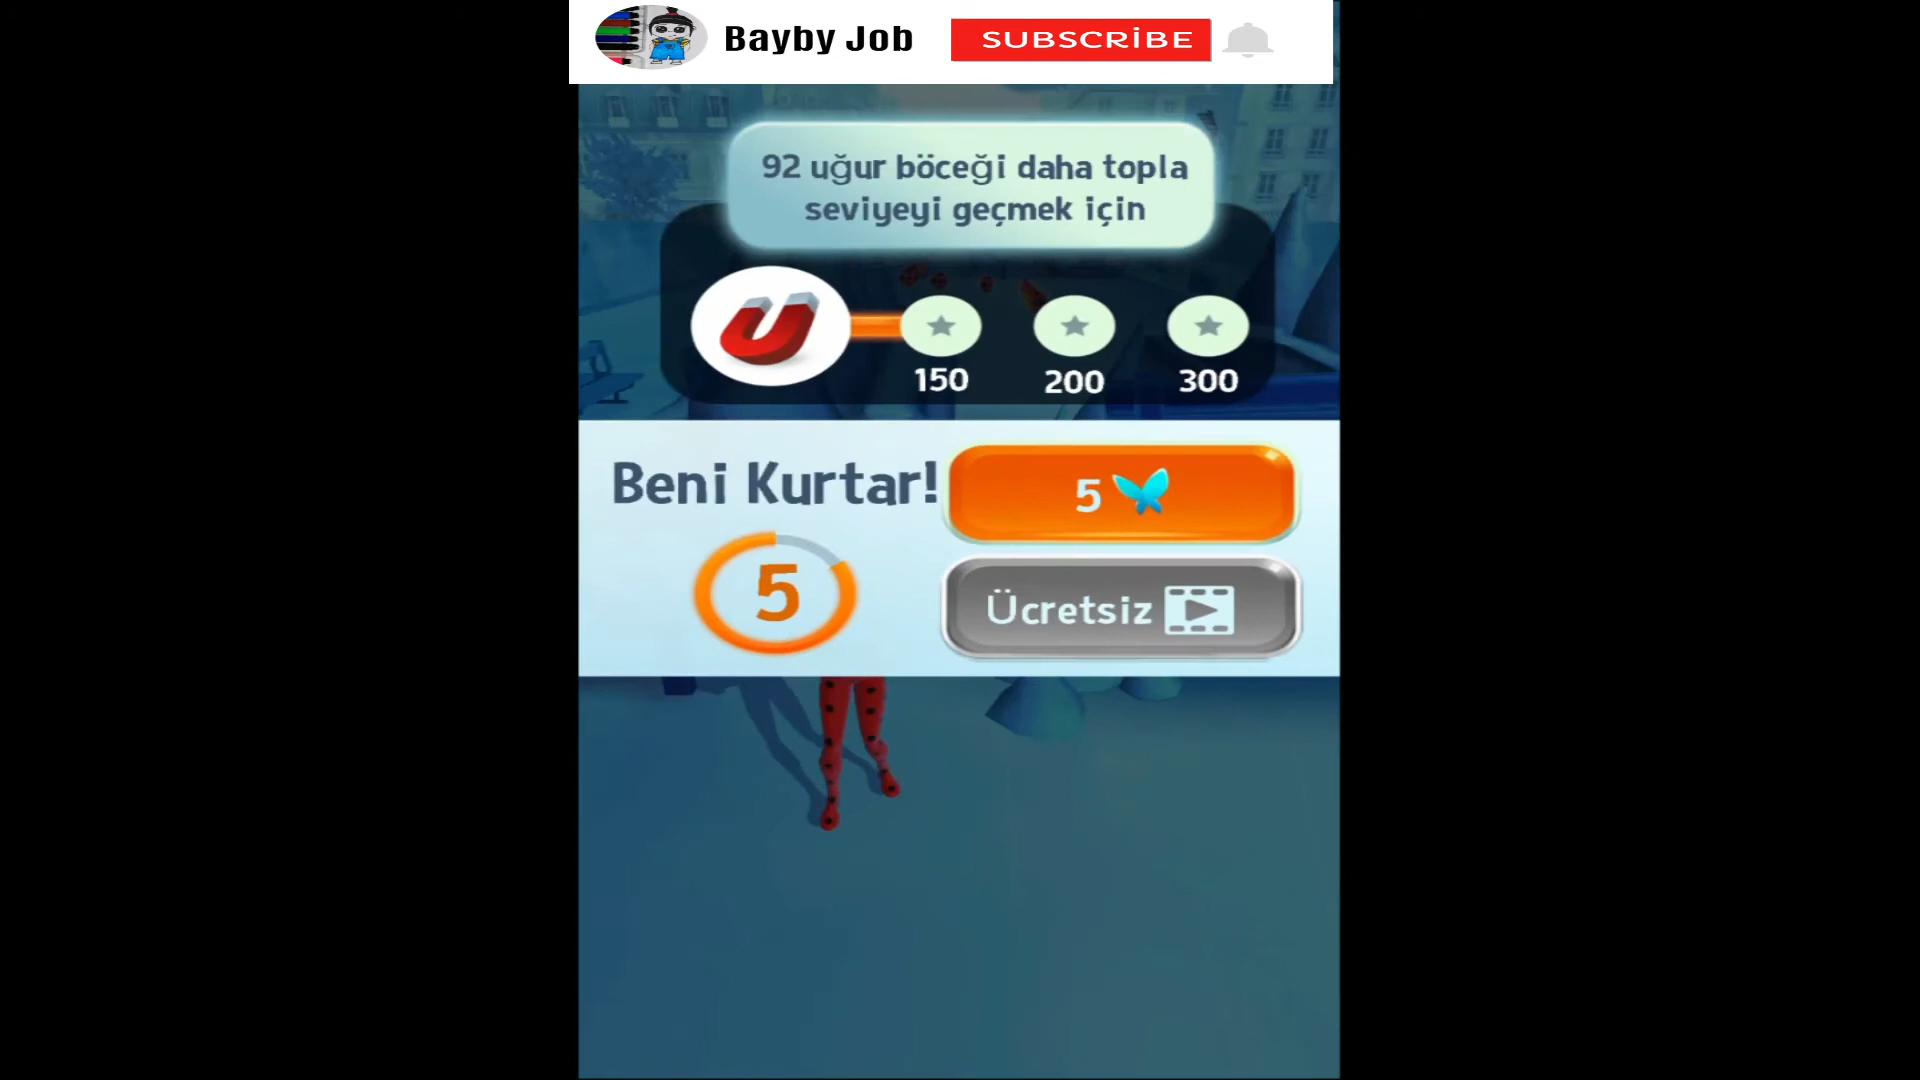 Bayby Job
SUBSCRİBE
92 uğur böceği daha topla
seviyeyi geçmek için
150 200 300
Beni Kurtar!
5
5
Ücretsiz